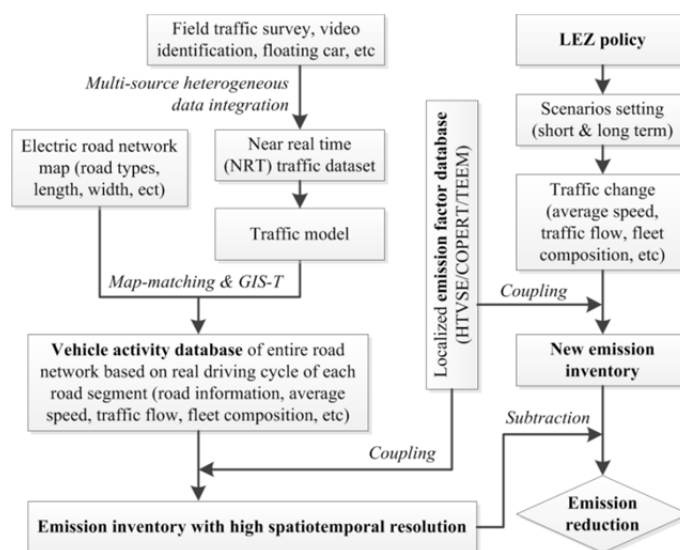 Field traffic survey, video
identification, floating car, etc
Multi-source heterogeneous
data integration
Electric road network
map (road types,
length, width, ect)
Near real time
(NRT) traffic dataset
Traffic model
Map-matching & GIS-T
Vehicle activity database of entire road
network based on real driving cycle of each
road segment (road information, average
speed, traffic flow, fleet composition, etc)
Coupling
Emission inventory with high spatiotemporal resolution
Localized emission factor database
(HTVSE/COPERT/TEEM)
LEZ policy
Scenarios setting
(short & long term)
Traffic change
(average speed,
traffic flow, fleet
composition, etc)
Coupling
New emission
inventory
Subtraction
Emission
reduction